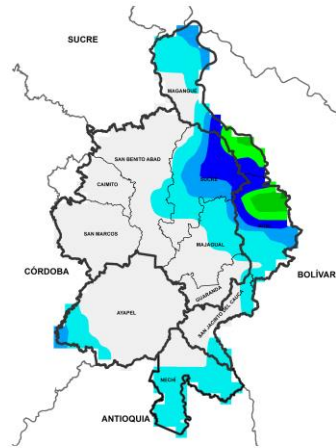 SUCRE
MAGANGUÉ
SAN BENITO ABAD
CAIMITO
SUCRE
SAN MARCOS
MAJAGUAL
CÓRDOBA
BOLÍVAR
GUARANDA
AYAPEL
SAN JACINTO DEL CAUCA
NECHÍ
ANTIOQUIA